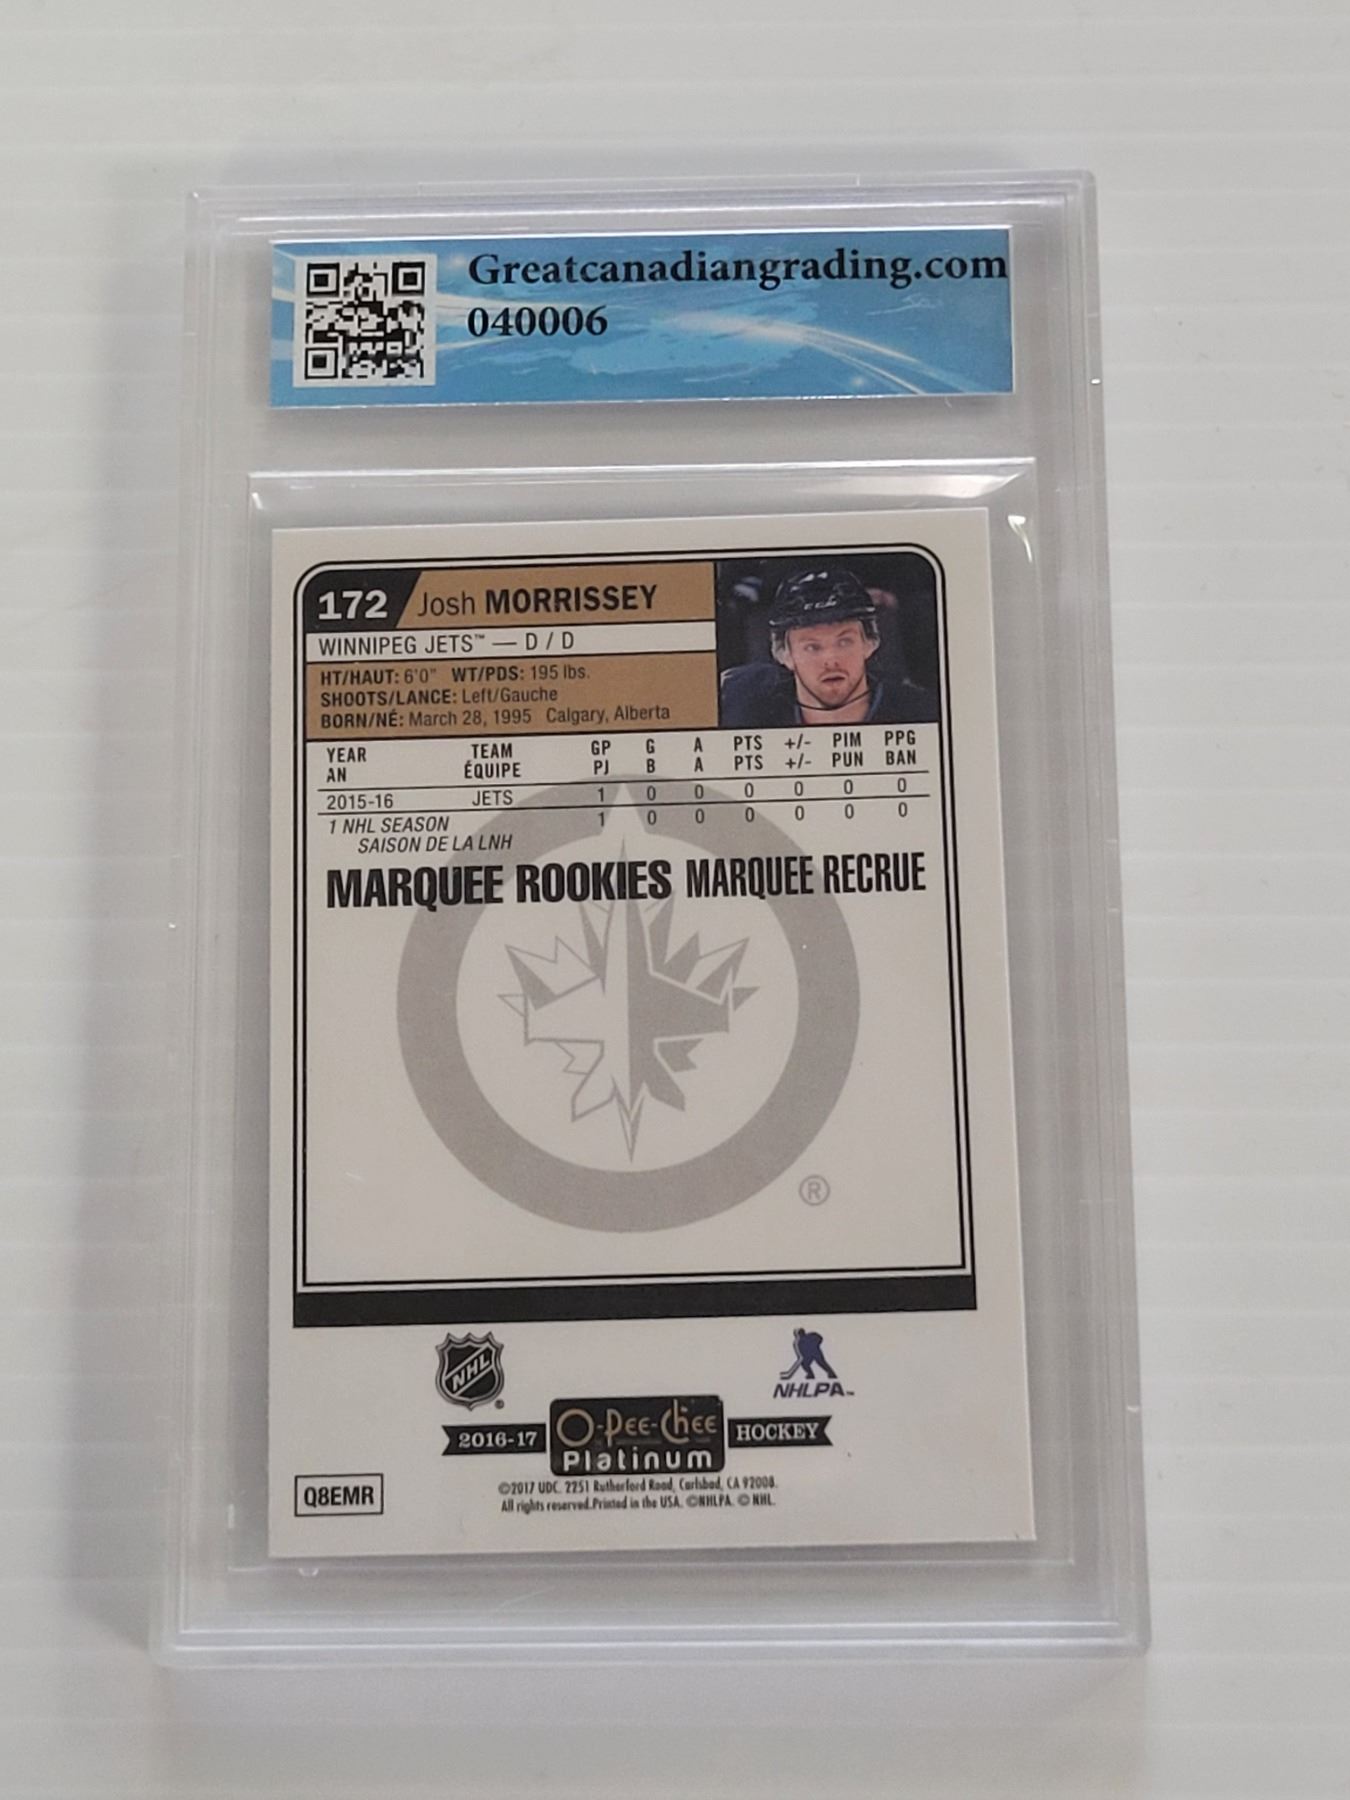 Greatcanadiangrading.com
040006
172 Josh MORRISSEY
WINNIPEG JETS™ — D / D
HT/HAUT: 6'0" WT/PDS: 195 lbs.
SHOOTS/LANCE: Left/Gauche
BORN/NÉ: March 28, 1995 Calgary, Alberta
YEAR TEAM GP G A PTS +/- PIM PPG
AN ÉQUIPE PJ B A PTS +/- PUN BAN
2015-16 JETS 1 0 0 0 0 0 0
1 NHL SEASON 1 0 0 0 0 0 0
SAISON DE LA LNH
MARQUEE ROOKIES MARQUEE RECRUE
®
NHL
NHLPA™
2016-17 O-Pee-Chee HOCKEY
Platinum
©2017 UDC. 2251 Rutherford Road, Carlsbad, CA 92008.
All rights reserved.Printed in the USA. ©NHLPA. © NHL.
Q8EMR